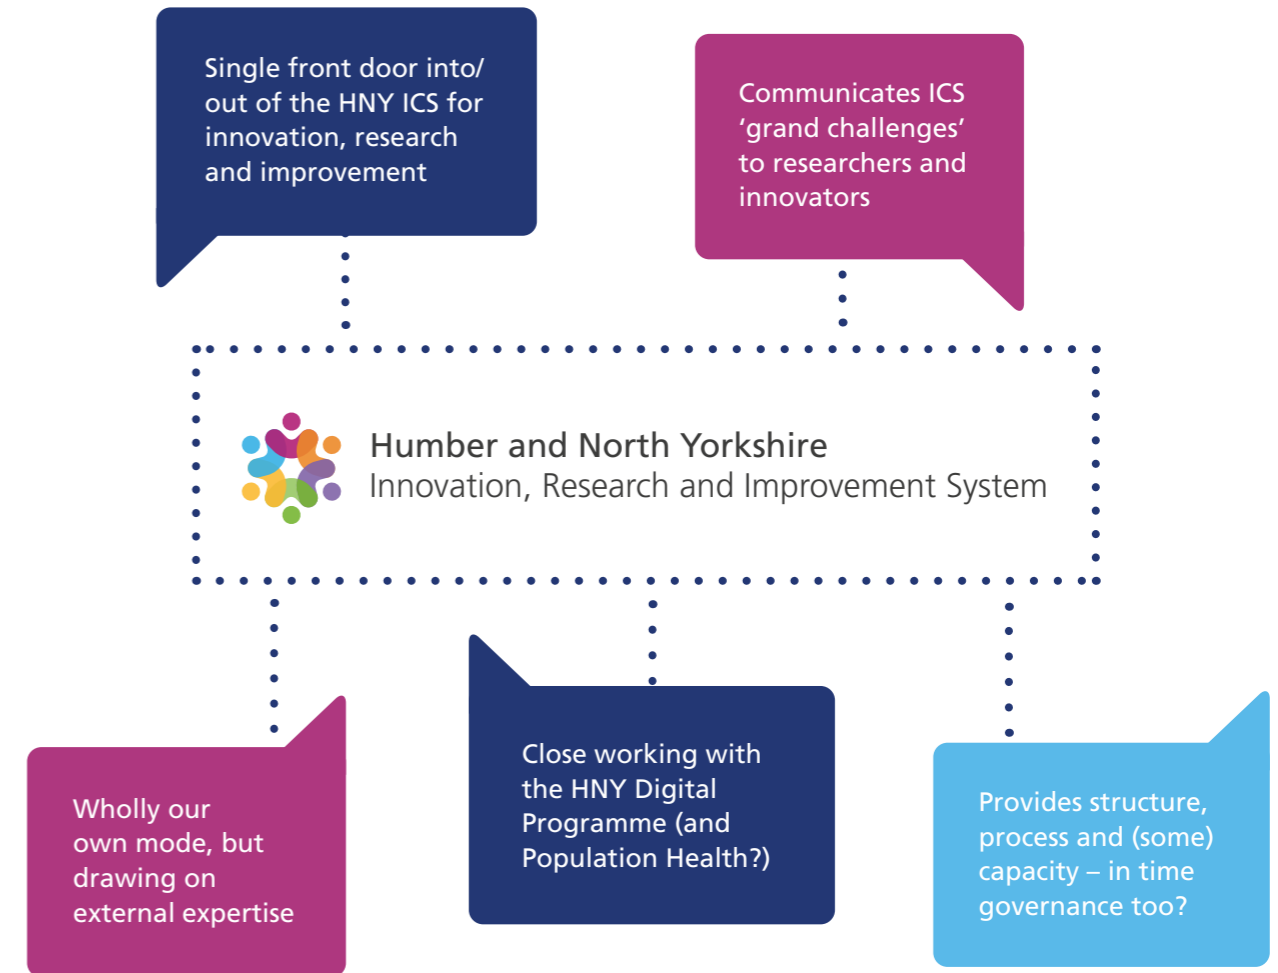 Single front door into/
out of the HNY ICS for
innovation, research
and improvement
Communicates ICS
‘grand challenges’
to researchers and
innovators
Humber and North Yorkshire
Innovation, Research and Improvement System
Wholly our
own mode, but
drawing on
external expertise
Close working with
the HNY Digital
Programme (and
Population Health?)
Provides structure,
process and (some)
capacity – in time
governance too?